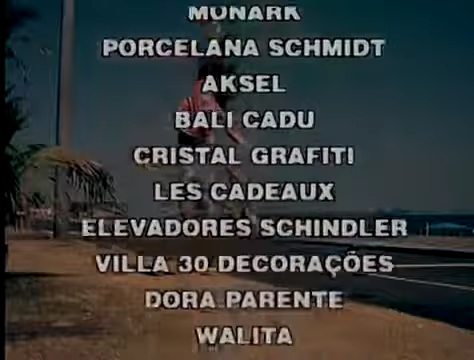 MONARK
PORCELANA SCHMIDT
AKSEL
BALI CADU
CRISTAL GRAFITI
LES CADEAUX
ELEVADORES SCHINDLER
VILLA 30 DECORAÇÕES
DORA PARENTE
WALITA